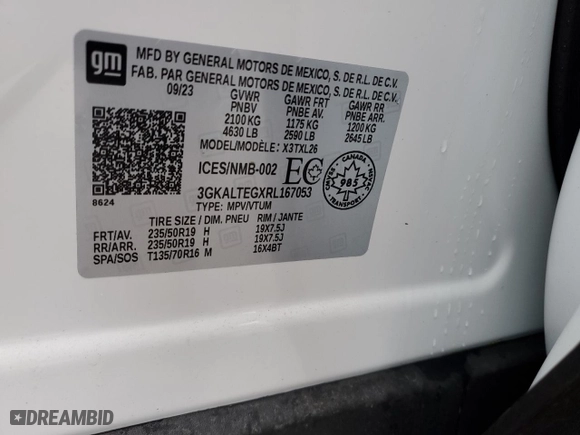 gm
MFD BY GENERAL MOTORS DE MEXICO, S. DE R.L. DE C.V.
FAB. PAR GENERAL MOTORS DE MEXICO, S. DE R.L. DE C.V.
09/23 GVWR GAWR FRT GAWR RR
PNBV PNBE AV. PNBE ARR.
2100 KG 1175 KG 1200 KG
4630 LB 2590 LB 2645 LB
MODEL/MODÈLE: X3TXL26
ICES/NMB-002 EC
CANADA
985
3GKALTEGXRL167053
TYPE: MPV/VTUM
8624
TIRE SIZE / DIM. PNEU RIM / JANTE
FRT/AV. 235/50R19 H 19X7.5J
RR/ARR. 235/50R19 H 19X7.5J
SPA/SOS T135/70R16 M 16X4BT
DREAMBID